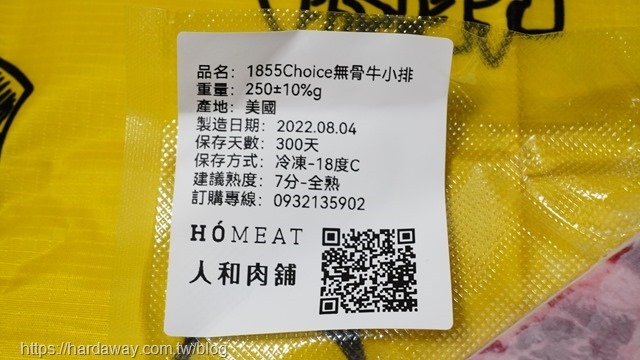 品名：1855Choice無骨牛小排
重量：250±10%g
產地：美國
製造日期：2022.08.04
保存天數：300天
保存方式：冷凍-18度C
建議熟度：7分-全熟
訂購專線：0932135902
HÓMEAT
人和肉舖
https://hardaway.com.tw/blog